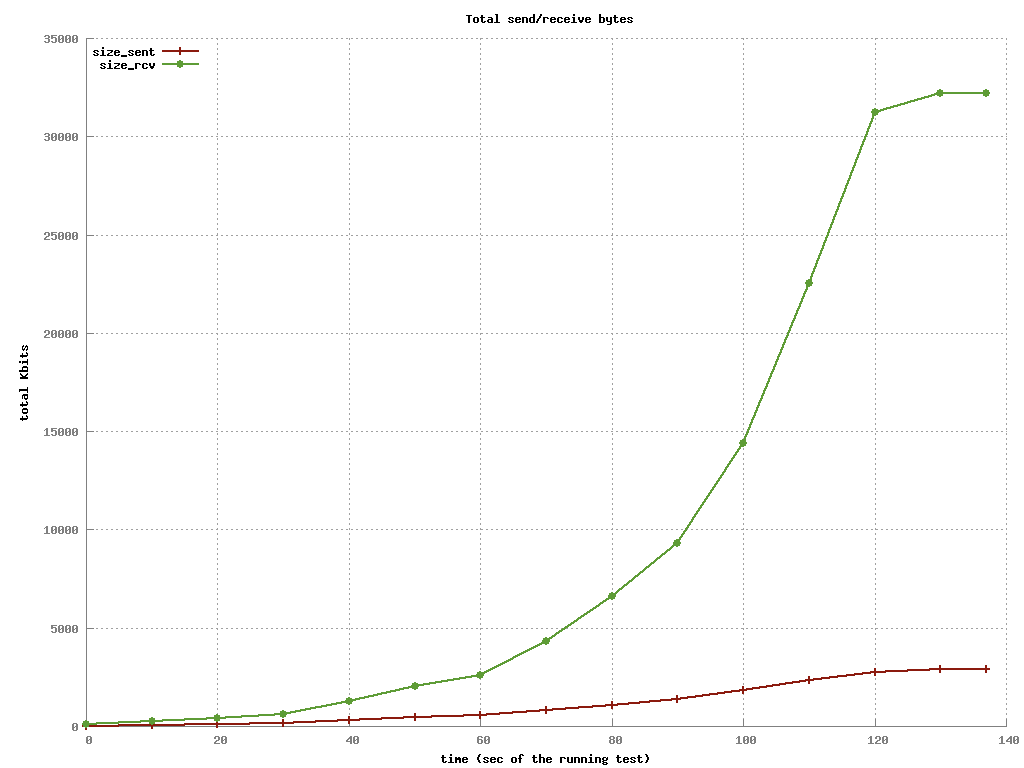 Total send/receive bytes
size_sent
size_rcv
35000
30000
25000
20000
15000
10000
5000
0
total Kbits
0 20 40 60 80 100 120 140
time (sec of the running test)